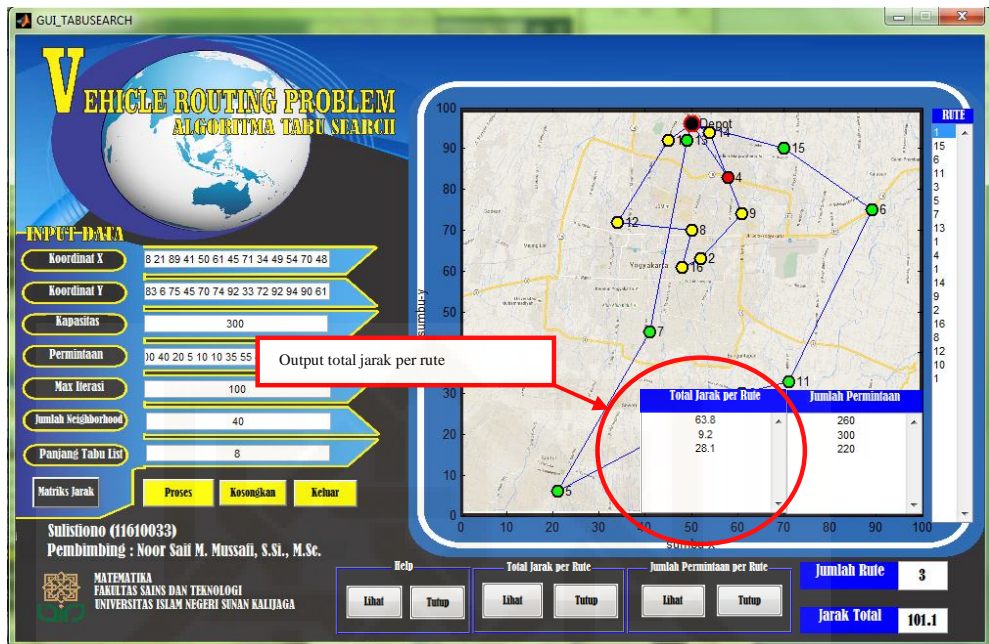 GUI_TABUSEARCH
VEHICLE ROUTING PROBLEM
ALGORITMA TABU SEARCH
INPUT DATA
Koordinat X
8 21 89 41 50 61 45 71 34 49 54 70 48
Koordinat Y
83 6 75 45 70 74 92 33 72 92 94 90 61
Kapasitas
300
Permintaan
00 40 20 5 10 10 35 55
Max Iterasi
100
Jumlah Neighborhood
40
Panjang Tabu List
8
Matriks Jarak
Proses
Kosongkan
Keluar
Sulistiono (11610033)
Pembimbing : Noor Saif M. Mussafi, S.Si., M.Sc.
MATEMATIKA
FAKULTAS SAINS DAN TEKNOLOGI
UNIVERSITAS ISLAM NEGERI SUNAN KALIJAGA
Output total jarak per rute
100
90
80
70
60
50
30
20
10
0
sumbu-y
0 10 20 30 40 50 60 70 80 90 100
sumbu-x
Depot
13
14
15
4
6
9
12
8
2
16
7
11
5
Yogyakarta
RUTE
1
15
6
11
3
5
7
13
1
4
1
14
9
2
16
8
12
10
1
Total Jarak per Rute
63.8
9.2
28.1
Jumlah Permintaan
260
300
220
Help
Lihat
Tutup
Total Jarak per Rute
Lihat
Tutup
Jumlah Permintaan per Rute
Lihat
Tutup
Jumlah Rute
3
Jarak Total
101.1